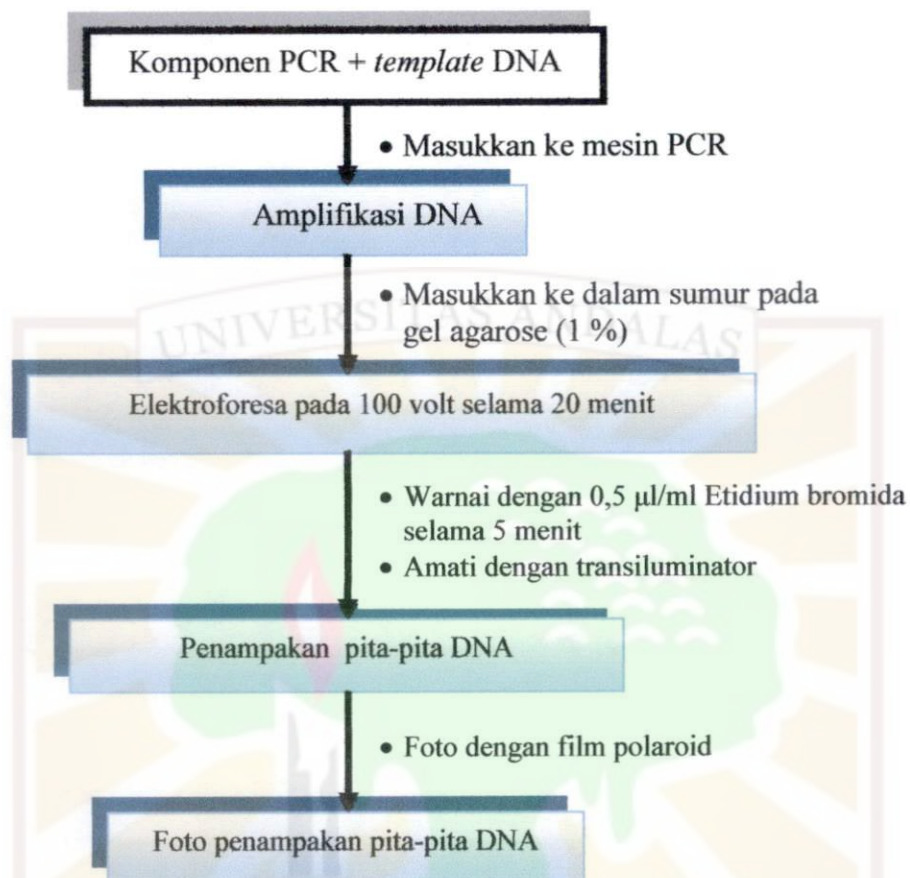 Komponen PCR + template DNA
• Masukkan ke mesin PCR
Amplifikasi DNA
• Masukkan ke dalam sumur pada
gel agarose (1 %)
UNIVERSITAS ANDALAS
Elektroforesa pada 100 volt selama 20 menit
• Warnai dengan 0,5 µl/ml Etidium bromida
selama 5 menit
• Amati dengan transiluminator
Penampakan pita-pita DNA
• Foto dengan film polaroid
Foto penampakan pita-pita DNA